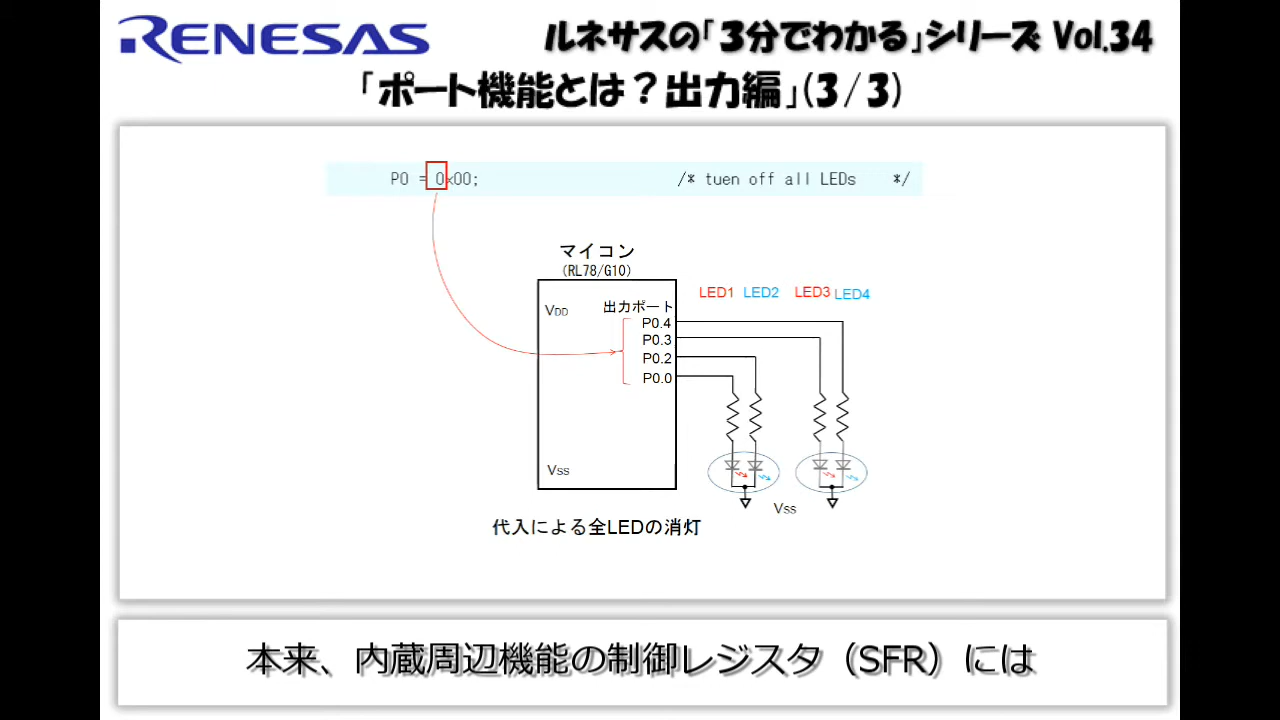 RENESAS
ルネサスの「3分でわかる」シリーズ Vol.34
「ポート機能とは?出力編」(3/3)
P0 = 0x00; /* tuen off all LEDs */
マイコン
(RL78/G10)
LED1 LED2 LED3 LED4
VDD
出力ポート
P0.4
P0.3
P0.2
P0.0
VSS
VSS
代入による全LEDの消灯
本来、内蔵周辺機能の制御レジスタ(SFR)には